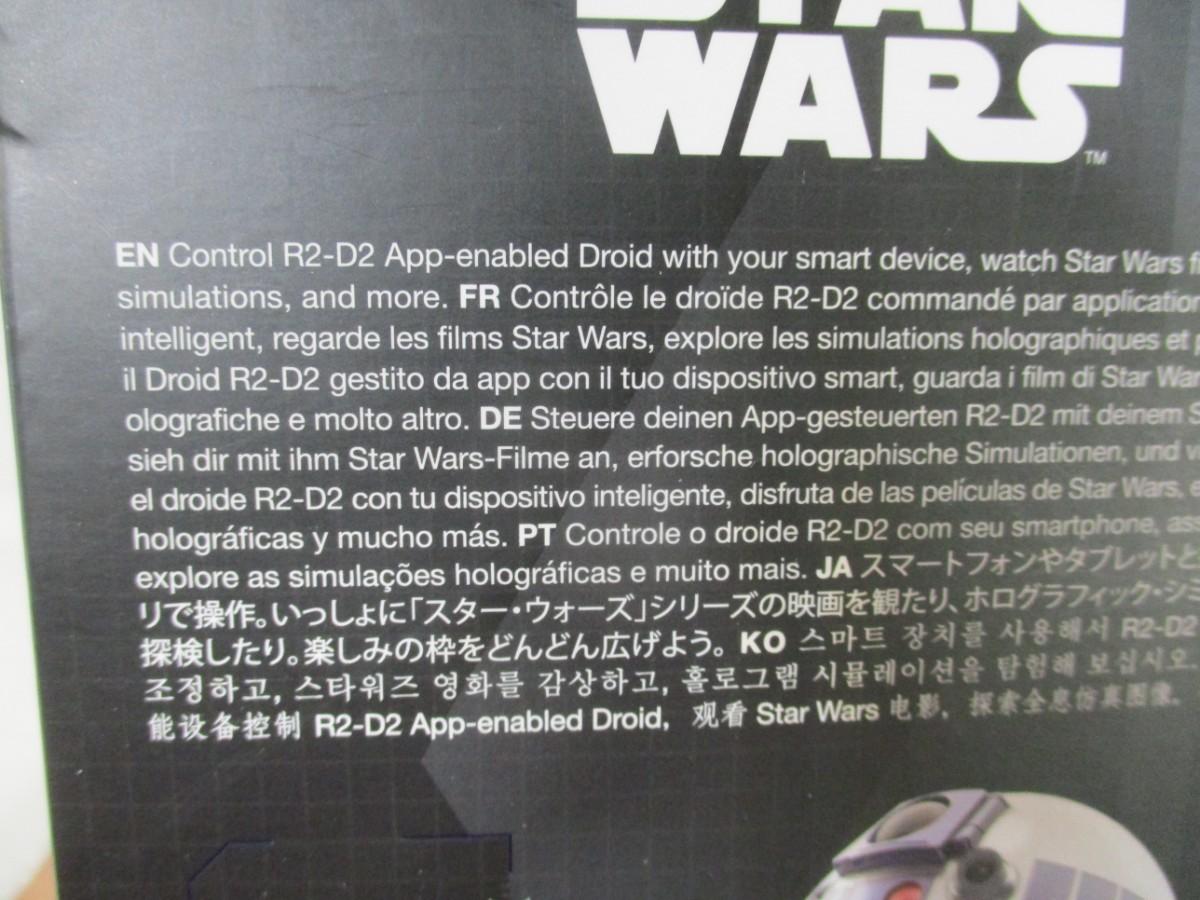 STAR
WARS
TM
EN Control R2-D2 App-enabled Droid with your smart device, watch Star Wars
simulations, and more. FR Contrôle le droïde R2-D2 commandé par
intelligent, regarde les films Star Wars, explore les simulations holographiques et
il Droid R2-D2 gestito da app con il tuo dispositivo smart, guarda i film di Star
olografiche e molto altro. DE Steuere deinen App-gesteuerten R2-D2 mit deinem
sieh dir mit ihm Star Wars-Filme an, erforsche holographische Simulationen, und
el droide R2-D2 con tu dispositivo inteligente, disfruta de las películas de Star Wars,
holográficas y mucho más. PT Controle o droide R2-D2 com seu smartphone,
explore as simulações holográficas e muito mais. JA スマートフォンやタブレットと
リで操作。いっしょに「スター・ウォーズ」シリーズの映画を観たり、ホログラフィック・シ
探検したり。楽しみの枠をどんどん広げよう。 KO 스마트 장치를 사용해서 R2-D2
조정하고, 스타워즈 영화를 감상하고, 홀로그램 시뮬레이션을 탐험해 보십시오.
能设备控制 R2-D2 App-enabled Droid, 观看 Star Wars 电影, 探索全息仿真图像,